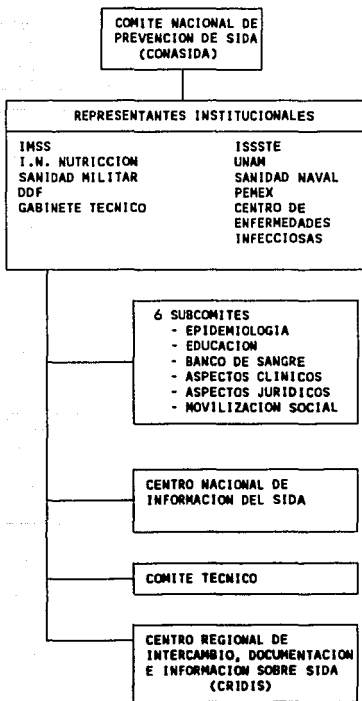 COMITE NACIONAL DE
PREVENCION DE SIDA
(CONASIDA)
REPRESENTANTES INSTITUCIONALES
IMSS
I.N. NUTRICCION
SANIDAD MILITAR
DDF
GABINETE TECNICO
ISSSTE
UNAM
SANIDAD NAVAL
PEMEX
CENTRO DE
ENFERMEDADES
INFECCIOSAS
6 SUBCOMITES
- EPIDEMIOLOGIA
- EDUCACION
- BANCO DE SANGRE
- ASPECTOS CLINICOS
- ASPECTOS JURIDICOS
- MOVILIZACION SOCIAL
CENTRO NACIONAL DE
INFORMACION DEL SIDA
COMITE TECNICO
CENTRO REGIONAL DE
INTERCAMBIO, DOCUMENTACION
E INFORMACION SOBRE SIDA
(CRIDIS)